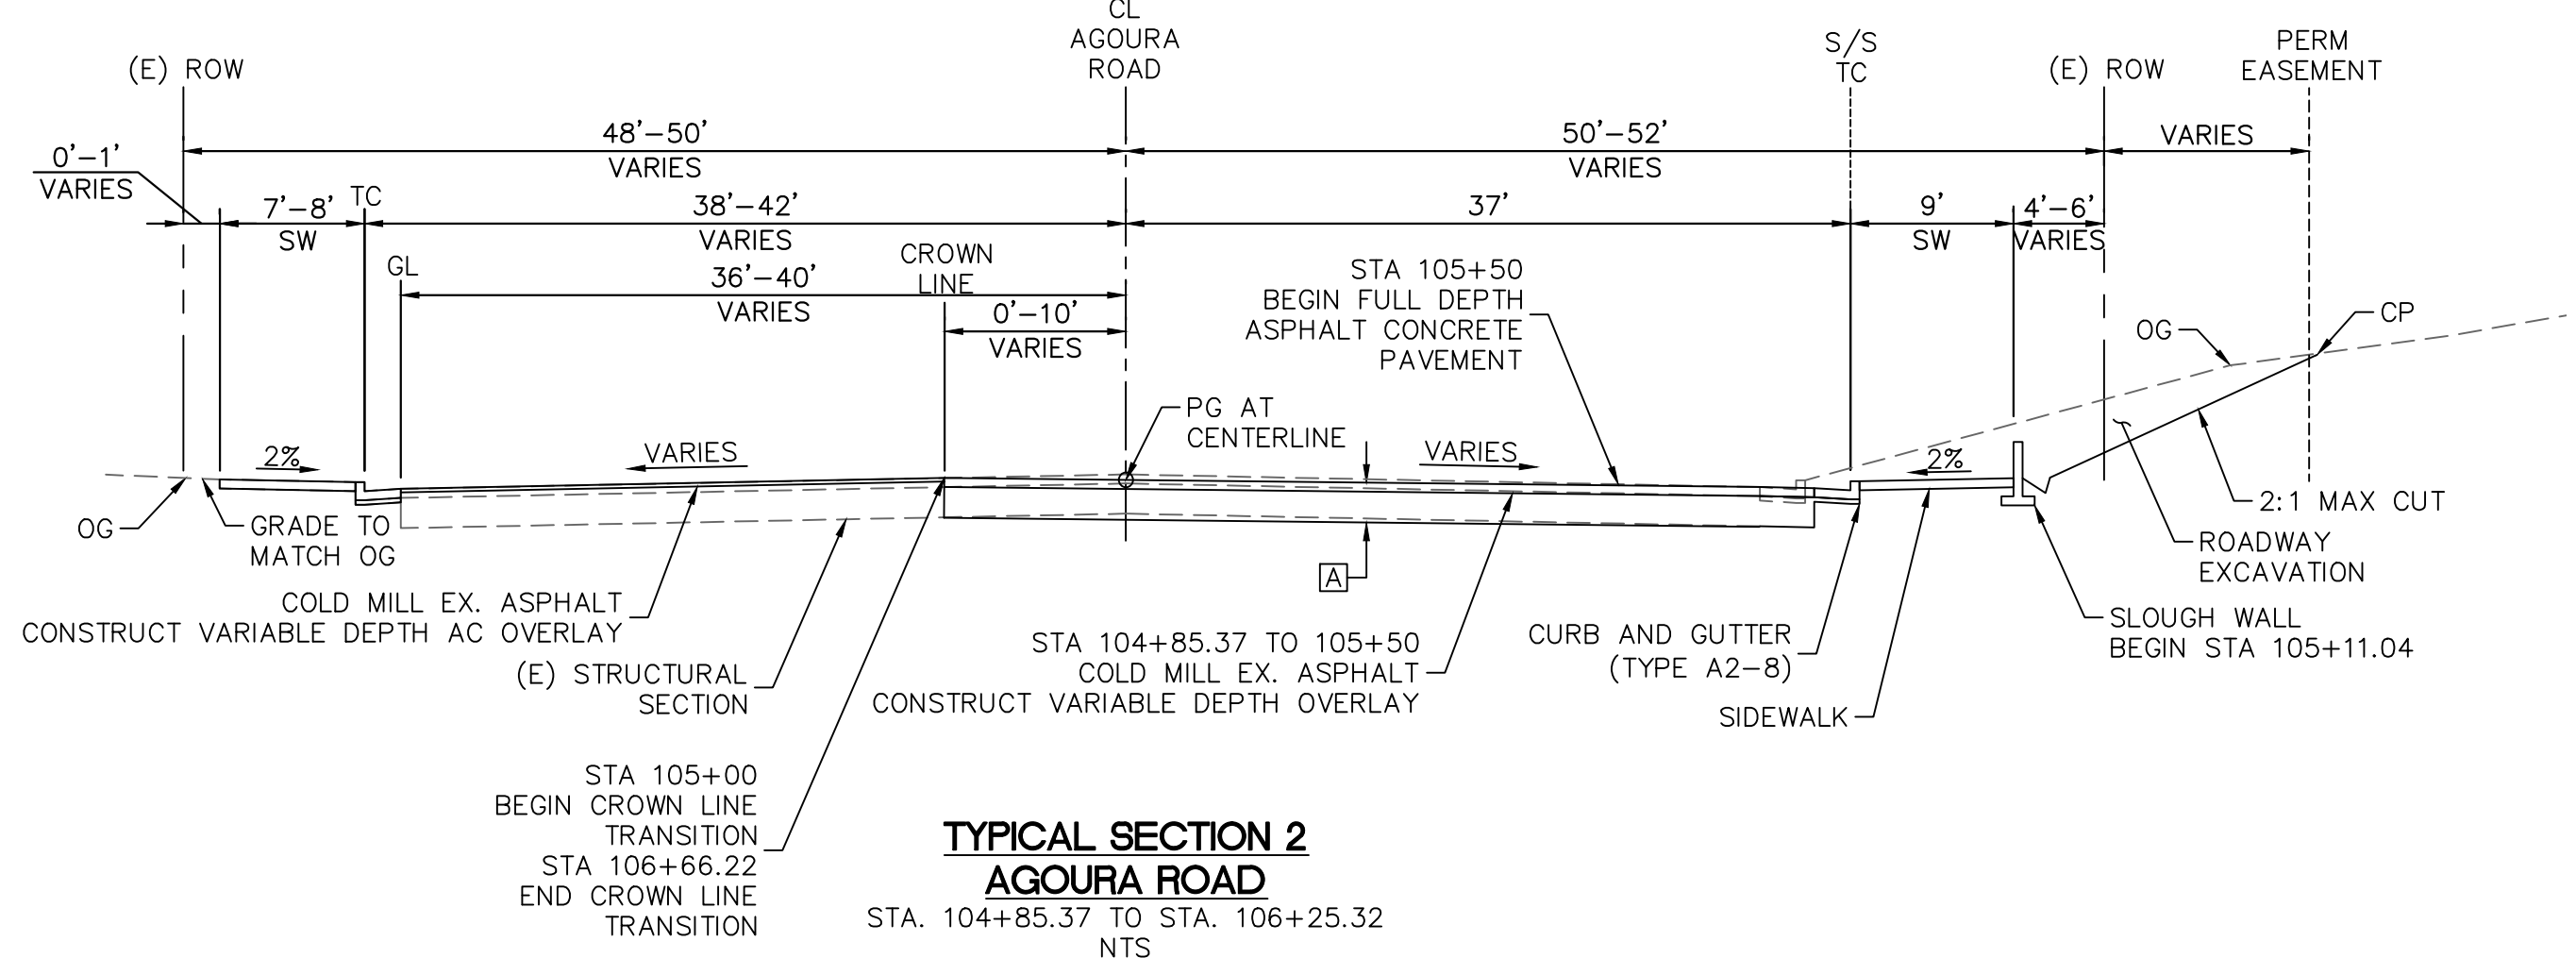 CL
AGOURA
ROAD
(E) ROW
S/S
TC
(E) ROW
PERM
EASEMENT
48'-50'
VARIES
50'-52'
VARIES
VARIES
0'-1'
VARIES
7'-8'
SW
TC
38'-42'
VARIES
37'
9'
SW
4'-6'
VARIES
GL
36'-40'
VARIES
CROWN
LINE
0'-10'
VARIES
STA 105+50
BEGIN FULL DEPTH
ASPHALT CONCRETE
PAVEMENT
OG
CP
PG AT
CENTERLINE
2%
VARIES
VARIES
2%
OG
GRADE TO
MATCH OG
2:1 MAX CUT
ROADWAY
EXCAVATION
A
COLD MILL EX. ASPHALT
CONSTRUCT VARIABLE DEPTH AC OVERLAY
(E) STRUCTURAL
SECTION
STA 104+85.37 TO 105+50
COLD MILL EX. ASPHALT
CONSTRUCT VARIABLE DEPTH OVERLAY
CURB AND GUTTER
(TYPE A2-8)
SIDEWALK
SLOUGH WALL
BEGIN STA 105+11.04
STA 105+00
BEGIN CROWN LINE
TRANSITION
STA 106+66.22
END CROWN LINE
TRANSITION
TYPICAL SECTION 2
AGOURA ROAD
STA. 104+85.37 TO STA. 106+25.32
NTS